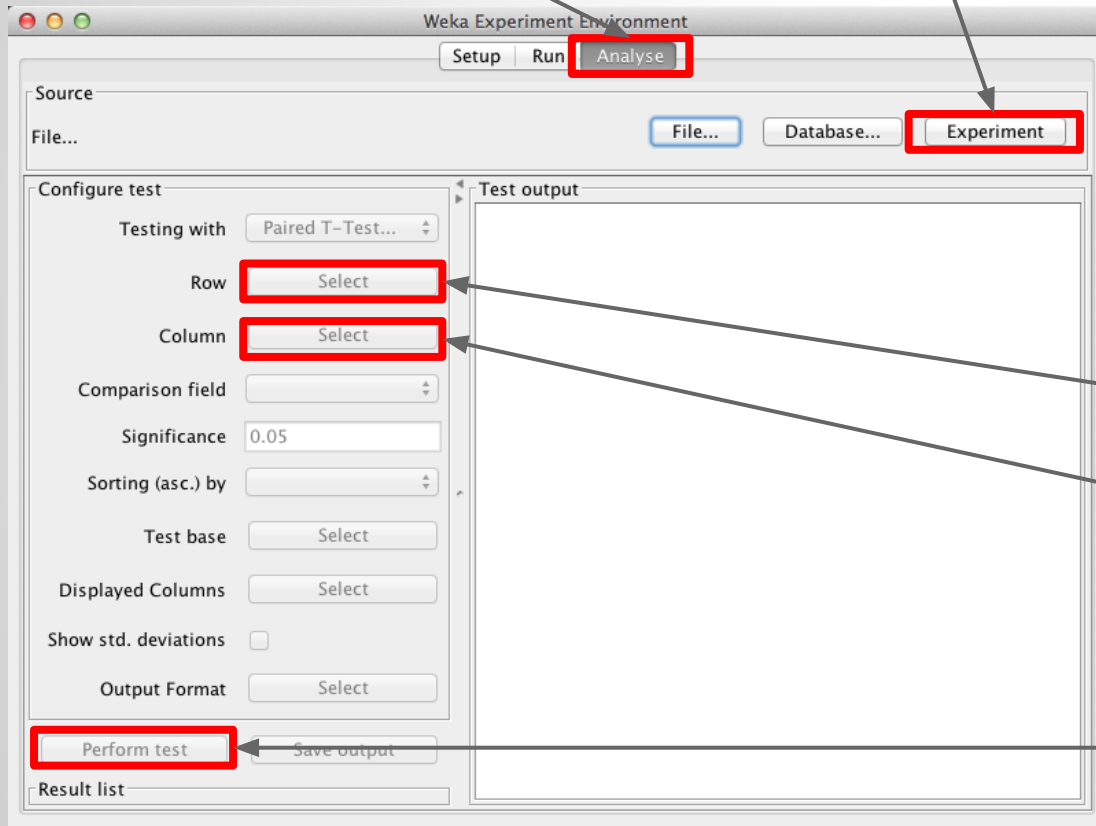 Weka Experiment Environment
Setup Run Analyse
Source
File... File... Database... Experiment
Configure test Test output
Testing with Paired T-Test...
Row Select
Column Select
Comparison field
Significance 0.05
Sorting (asc.) by
Test base Select
Displayed Columns Select
Show std. deviations
Output Format Select
Perform test Save output
Result list